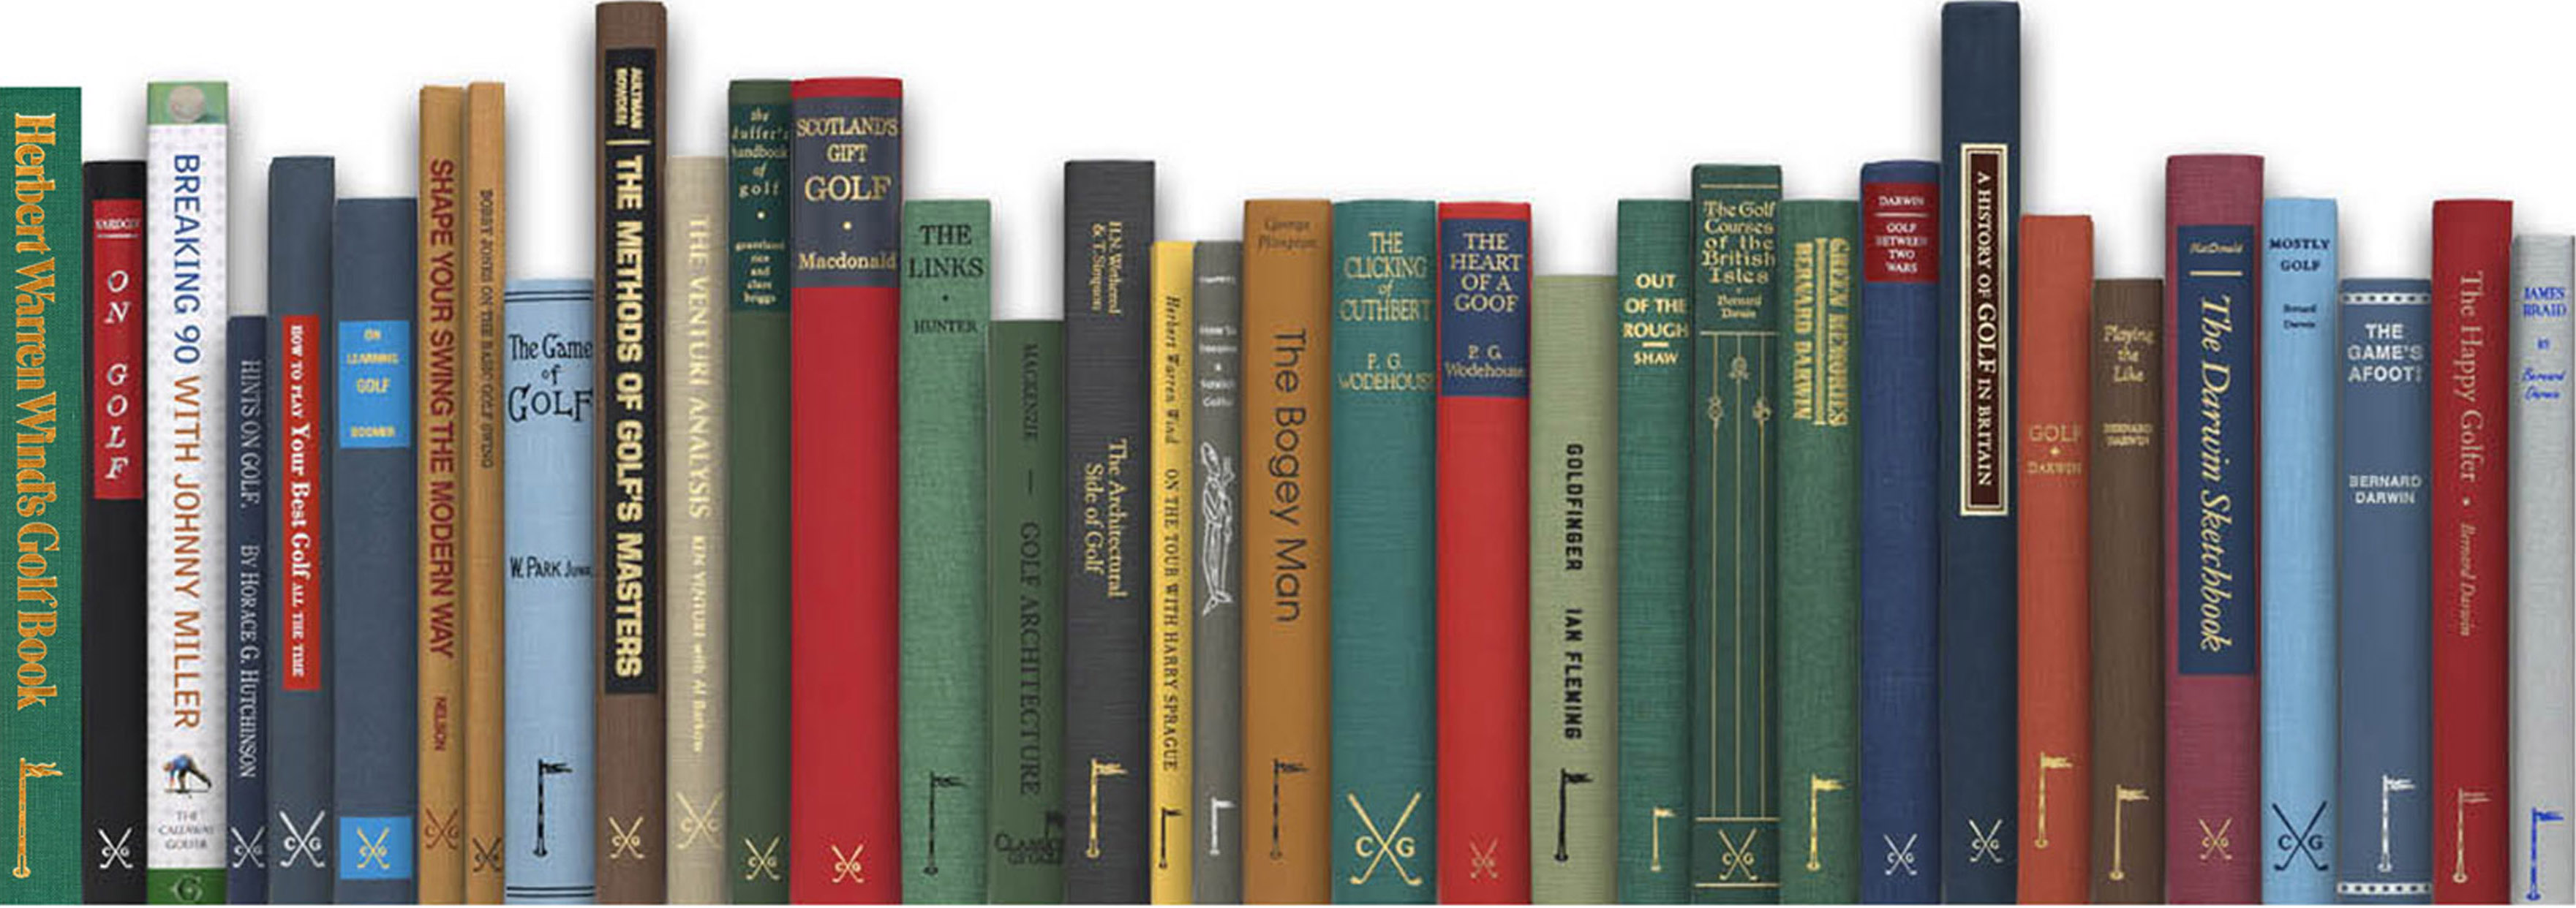 Herbert Warren Wind's Golf Book
VARDON
ON GOLF
BREAKING 90 WITH JOHNNY MILLER
THE
CALLAWAY
GOLFER
HINTS ON GOLF. BY HORACE G. HUTCHINSON
C G
HOW TO PLAY Your Best Golf ALL THE TIME
C G
ON
LEARNING
GOLF
BOOMER
C G
SHAPE YOUR SWING THE MODERN WAY NELSON
C G
BOBBY JONES ON THE BASIC GOLF SWING
C G
The Game
of
GOLF
W. PARK JUNR.
AULTMAN
BOWDEN
THE METHODS OF GOLF'S MASTERS
C G
THE VENTURI ANALYSIS KEN VENTURI with Al Barkow
C G
the
duffer's
handbook
of
golf
grantland
rice
and
clare
briggs
C G
SCOTLAND'S
GIFT
GOLF
Macdonald
C G
THE
LINKS
HUNTER
MACKENZIE — GOLF ARCHITECTURE
CLASSICS
OF GOLF
H.N. Wethered
& T. Simpson
The Architectural
Side of Golf
Herbert Warren Wind ON THE TOUR WITH HARRY SPRAGUE
How to
Become
a
Scratch
Golfer
George
Plimpton
The Bogey Man
THE
CLICKING
of
CUTHBERT
P. G.
WODEHOUSE
C G
THE
HEART
OF A
GOOF
P. G.
Wodehouse
C G
GOLDFINGER IAN FLEMING
OUT
OF THE
ROUGH
SHAW
The Golf
Courses
of the
British
Isles
Bernard
Darwin
C G
GREEN MEMORIES
BERNARD DARWIN
DARWIN
GOLF
BETWEEN
TWO
WARS
C G
A HISTORY OF GOLF IN BRITAIN
C G
GOLF
DARWIN
Playing
the
Like
BERNARD
DARWIN
MacDonald
The Darwin Sketchbook
C G
MOSTLY
GOLF
Bernard
Darwin
C G
THE
GAME'S
AFOOT!
BERNARD
DARWIN
The Happy Golfer • Bernard Darwin
JAMES
BRAID
by
Bernard
Darwin